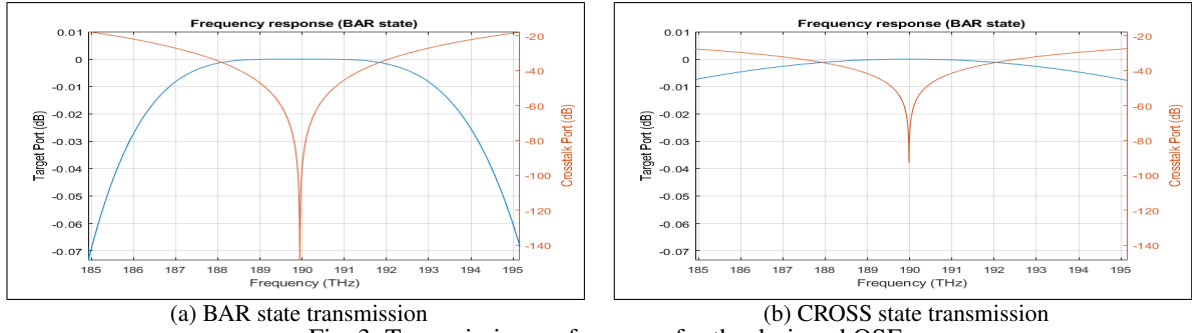 Frequency response (BAR state)
0.01
0
-0.01
-0.02
-0.03
-0.04
-0.05
-0.06
-0.07
Target Port (dB)
185 186 187 188 189 190 191 192 193 194 195
Frequency (THz)
-20
-40
-60
-80
-100
-120
-140
Crosstalk Port (dB)
(a) BAR state transmission
Frequency response (BAR state)
0.01
0
-0.01
-0.02
-0.03
-0.04
-0.05
-0.06
-0.07
Target Port (dB)
185 186 187 188 189 190 191 192 193 194 195
Frequency (THz)
-20
-40
-60
-80
-100
-120
-140
Crosstalk Port (dB)
(b) CROSS state transmission